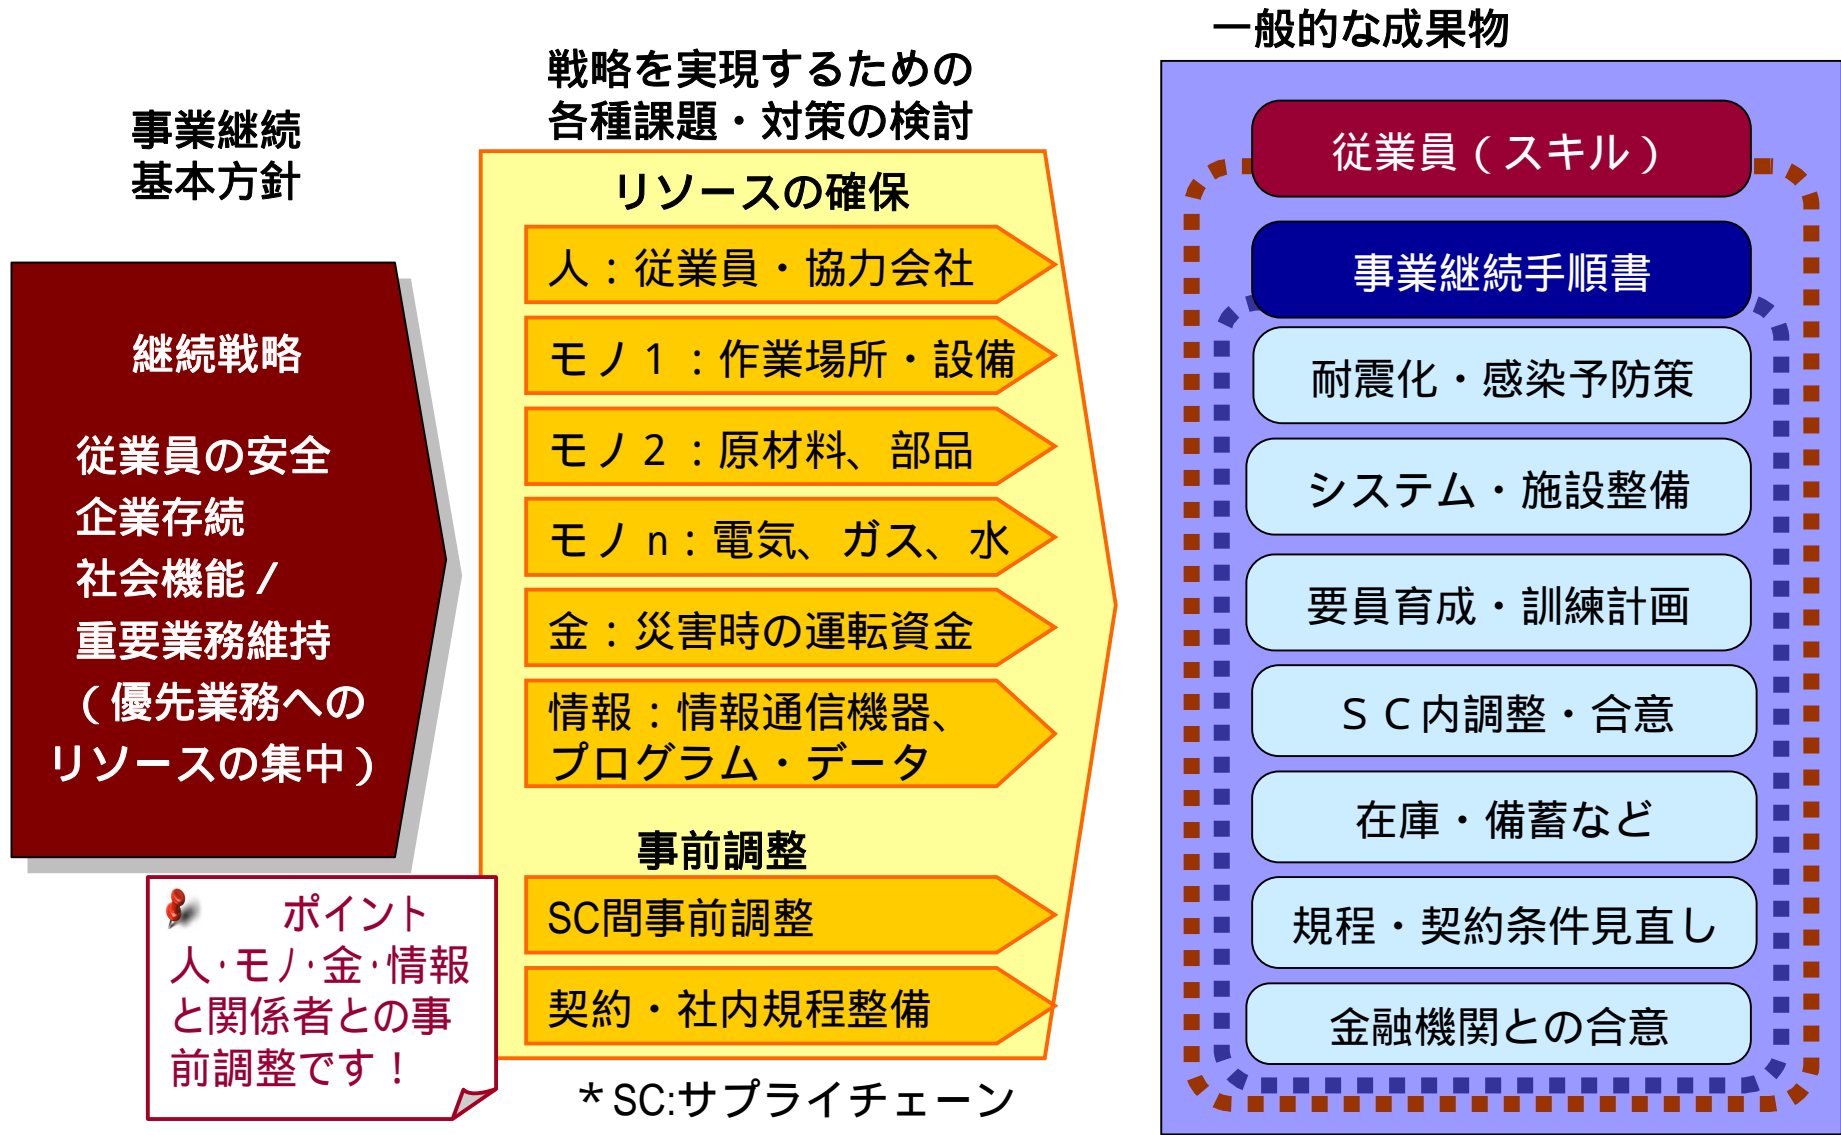 事業継続
基本方針
継続戦略
従業員の安全
企業存続
社会機能/
重要業務維持
(優先業務への
リソースの集中)
ポイント
人・モノ・金・情報
と関係者との事
前調整です!
戦略を実現するための
各種課題・対策の検討
リソースの確保
人:従業員・協力会社
モノ1:作業場所・設備
モノ2:原材料、部品
モノn:電気、ガス、水
金:災害時の運転資金
情報:情報通信機器、
プログラム・データ
事前調整
SC間事前調整
契約・社内規程整備
*SC:サプライチェーン
一般的な成果物
従業員(スキル)
事業継続手順書
耐震化・感染予防策
システム・施設整備
要員育成・訓練計画
SC内調整・合意
在庫・備蓄など
規程・契約条件見直し
金融機関との合意